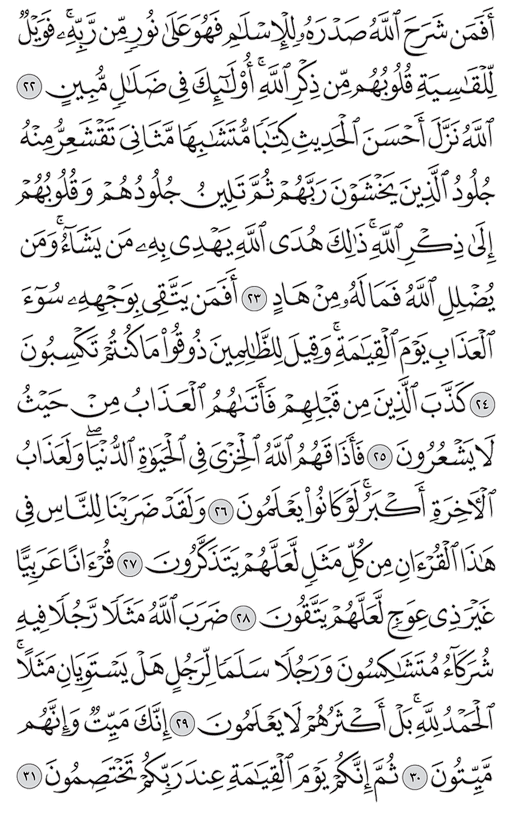 أَفَمَن شَرَحَ ٱللَّهُ صَدۡرَهُۥ لِلۡإِسۡلَٰمِ فَهُوَ عَلَىٰ نُورٖ مِّن رَّبِّهِۦۚ فَوَيۡلٞ
لِّلۡقَٰسِيَةِ قُلُوبُهُم مِّن ذِكۡرِ ٱللَّهِۚ أُوْلَٰٓئِكَ فِي ضَلَٰلٖ مُّبِينٍ ٢٢
ٱللَّهُ نَزَّلَ أَحۡسَنَ ٱلۡحَدِيثِ كِتَٰبٗا مُّتَشَٰبِهٗا مَّثَانِيَ تَقۡشَعِرُّ مِنۡهُ
جُلُودُ ٱلَّذِينَ يَخۡشَوۡنَ رَبَّهُمۡ ثُمَّ تَلِينُ جُلُودُهُمۡ وَقُلُوبُهُمۡ
إِلَىٰ ذِكۡرِ ٱللَّهِۚ ذَٰلِكَ هُدَى ٱللَّهِ يَهۡدِي بِهِۦ مَن يَشَآءُۚ وَمَن
يُضۡلِلِ ٱللَّهُ فَمَا لَهُۥ مِنۡ هَادٍ ٢٣ أَفَمَن يَتَّقِي بِوَجۡهِهِۦ سُوٓءَ
ٱلۡعَذَابِ يَوۡمَ ٱلۡقِيَٰمَةِۚ وَقِيلَ لِلظَّٰلِمِينَ ذُوقُواْ مَا كُنتُمۡ تَكۡسِبُونَ
٢٤ كَذَّبَ ٱلَّذِينَ مِن قَبۡلِهِمۡ فَأَتَىٰهُمُ ٱلۡعَذَابُ مِنۡ حَيۡثُ
لَا يَشۡعُرُونَ ٢٥ فَأَذَاقَهُمُ ٱللَّهُ ٱلۡخِزۡيَ فِي ٱلۡحَيَوٰةِ ٱلدُّنۡيَاۖ وَلَعَذَابُ
ٱلۡأٓخِرَةِ أَكۡبَرُۚ لَوۡ كَانُواْ يَعۡلَمُونَ ٢٦ وَلَقَدۡ ضَرَبۡنَا لِلنَّاسِ فِي
هَٰذَا ٱلۡقُرۡءَانِ مِن كُلِّ مَثَلٖ لَّعَلَّهُمۡ يَتَذَكَّرُونَ ٢٧ قُرۡءَانًا عَرَبِيًّا
غَيۡرَ ذِي عِوَجٖ لَّعَلَّهُمۡ يَتَّقُونَ ٢٨ ضَرَبَ ٱللَّهُ مَثَلٗا رَّجُلٗا فِيهِ
شُرَكَآءُ مُتَشَٰكِسُونَ وَرَجُلٗا سَلَمٗا لِّرَجُلٍ هَلۡ يَسۡتَوِيَانِ مَثَلًاۚ
ٱلۡحَمۡدُ لِلَّهِۚ بَلۡ أَكۡثَرُهُمۡ لَا يَعۡلَمُونَ ٢٩ إِنَّكَ مَيِّتٞ وَإِنَّهُم
مَّيِّتُونَ ٣٠ ثُمَّ إِنَّكُمۡ يَوۡمَ ٱلۡقِيَٰمَةِ عِندَ رَبِّكُمۡ تَخۡتَصِمُونَ ٣١